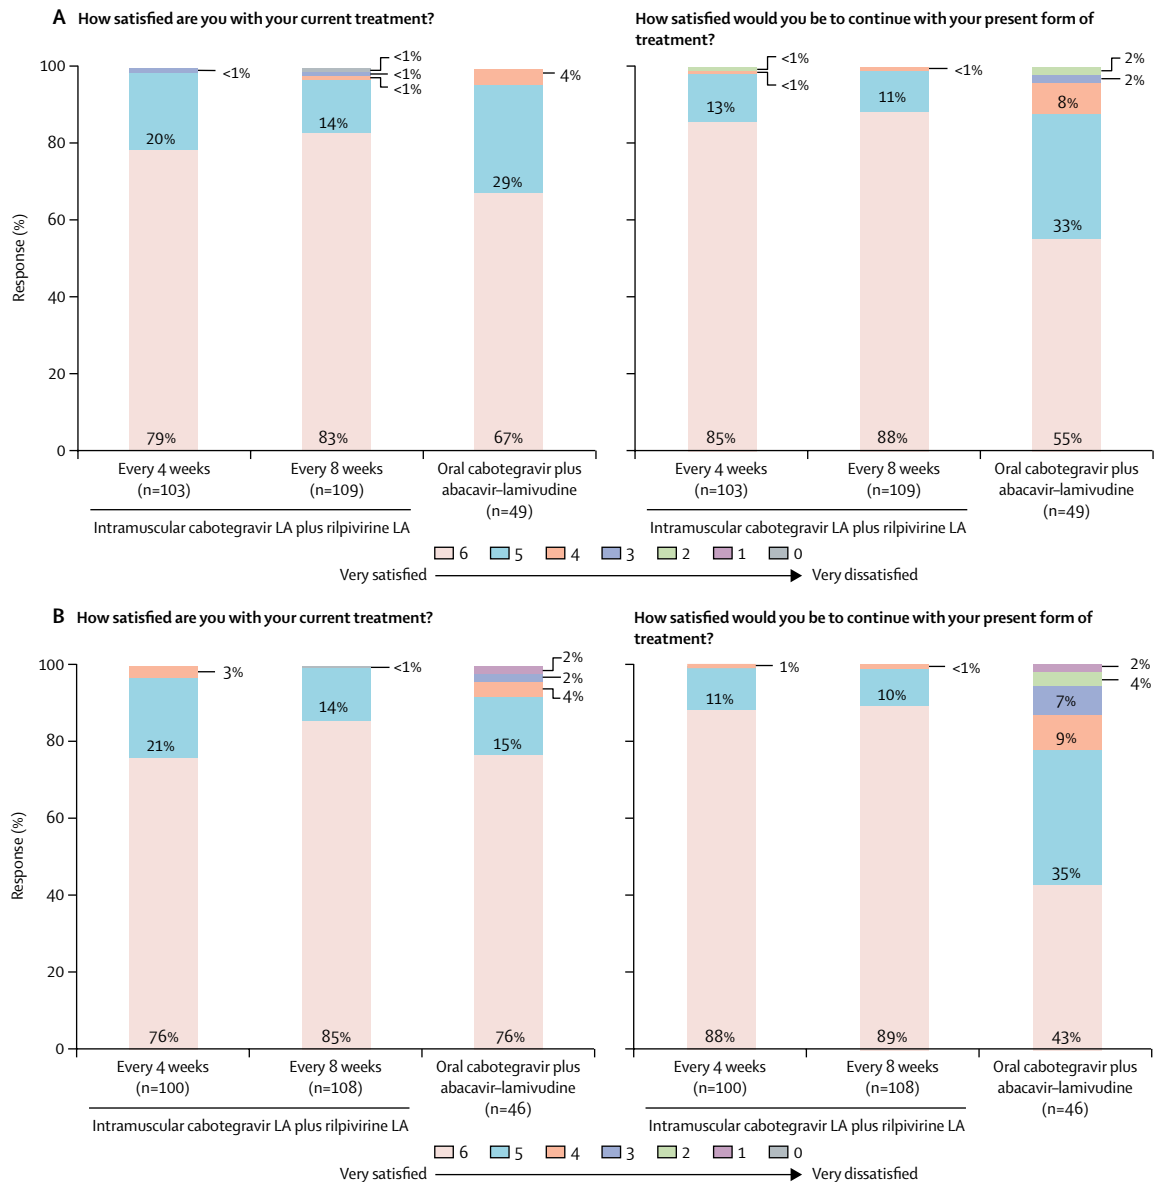 A How satisfied are you with your current treatment?
How satisfied would you be to continue with your present form of
treatment?
Response (%)
100
80
60
40
20
0
<1%
20%
79%
<1%
<1%
<1%
14%
83%
4%
29%
67%
<1%
<1%
13%
85%
<1%
11%
88%
2%
2%
8%
33%
55%
Every 4 weeks
(n=103)
Every 8 weeks
(n=109)
Oral cabotegravir plus
abacavir–lamivudine
(n=49)
Intramuscular cabotegravir LA plus rilpivirine LA
Every 4 weeks
(n=103)
Every 8 weeks
(n=109)
Oral cabotegravir plus
abacavir–lamivudine
(n=49)
Intramuscular cabotegravir LA plus rilpivirine LA
6 5 4 3 2 1 0
Very satisfied Very dissatisfied
B How satisfied are you with your current treatment?
How satisfied would you be to continue with your present form of
treatment?
Response (%)
100
80
60
40
20
0
3%
21%
76%
<1%
14%
85%
2%
2%
4%
15%
76%
1%
11%
88%
<1%
10%
89%
2%
4%
7%
9%
35%
43%
Every 4 weeks
(n=100)
Every 8 weeks
(n=108)
Oral cabotegravir plus
abacavir–lamivudine
(n=46)
Intramuscular cabotegravir LA plus rilpivirine LA
Every 4 weeks
(n=100)
Every 8 weeks
(n=108)
Oral cabotegravir plus
abacavir–lamivudine
(n=46)
Intramuscular cabotegravir LA plus rilpivirine LA
6 5 4 3 2 1 0
Very satisfied Very dissatisfied